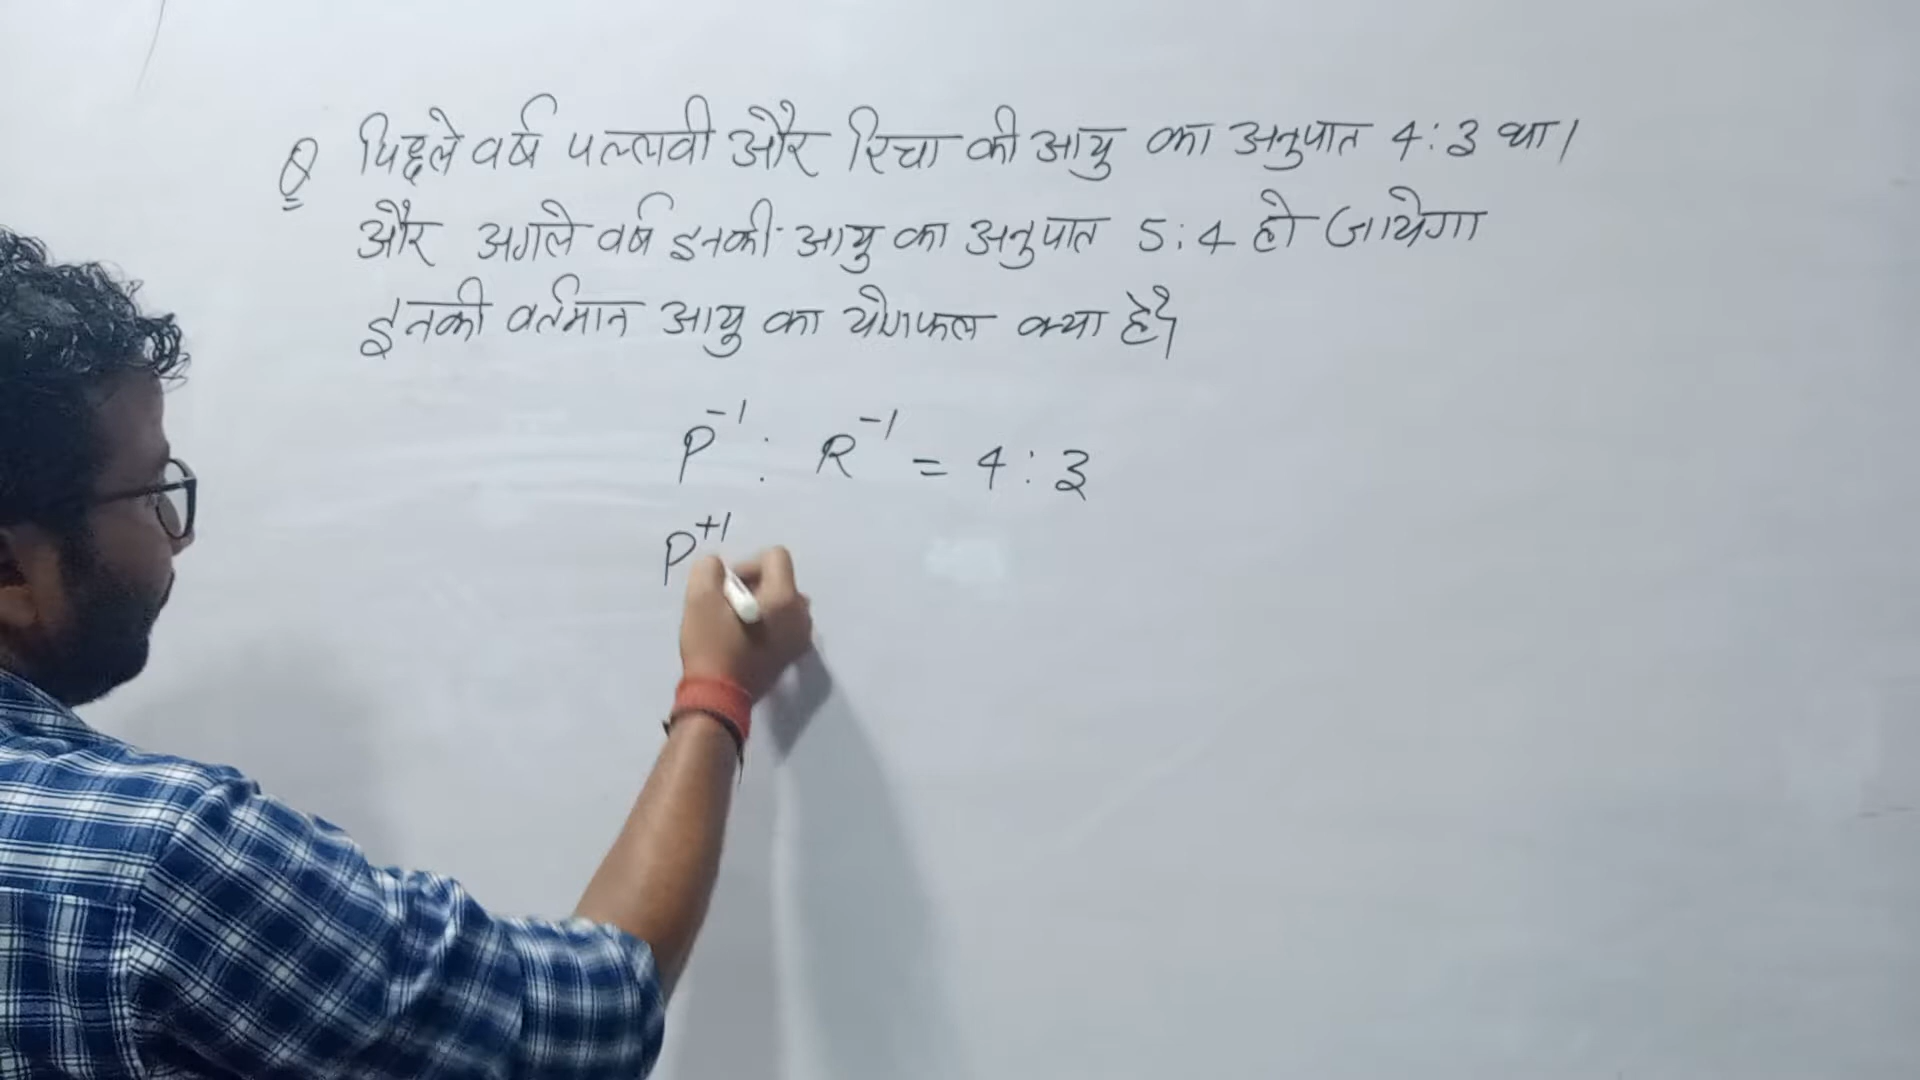 Q पिछले वर्ष पल्लवी और रिचा की आयु का अनुपात 4:3 था।
और अगले वर्ष इनकी आयु का अनुपात 5:4 हो जायेगा
इनकी वर्तमान आयु का योगफल क्या है?
P⁻¹ : R⁻¹ = 4 : 3
P⁺¹